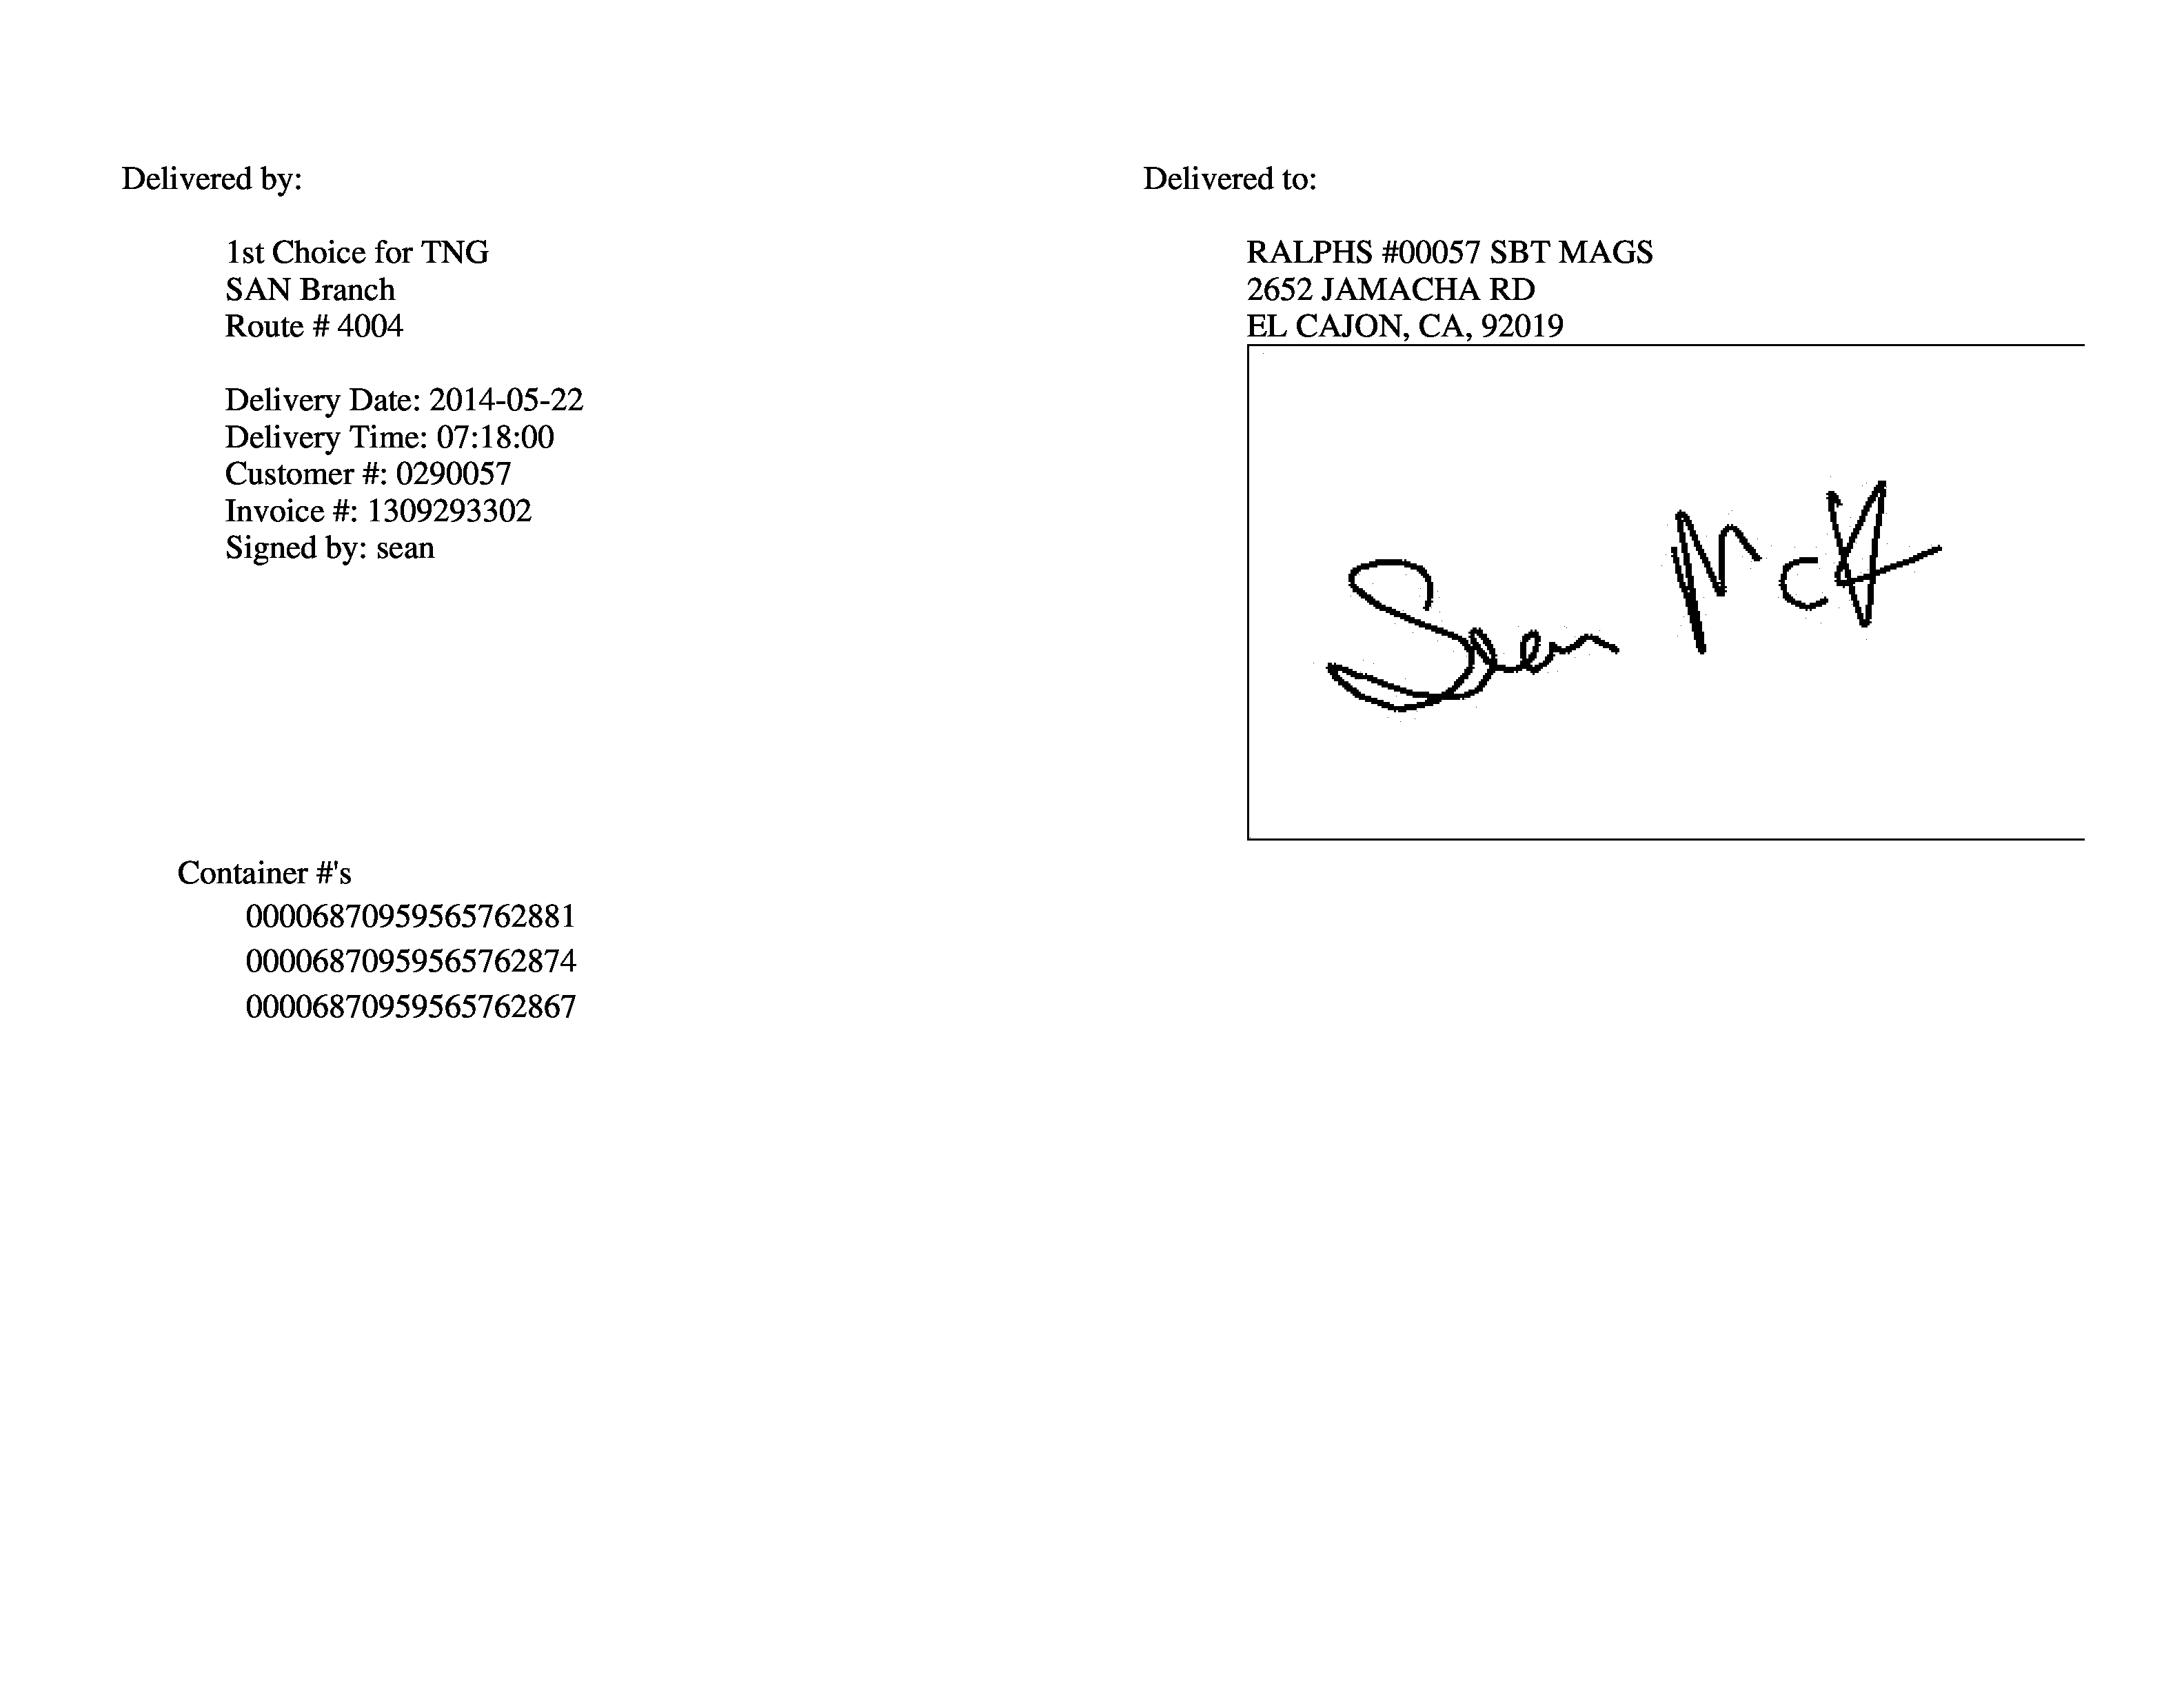 Delivered by:
1st Choice for TNG
SAN Branch
Route # 4004
Delivery Date: 2014-05-22
Delivery Time: 07:18:00
Customer #: 0290057
Invoice #: 1309293302
Signed by: sean
Delivered to:
RALPHS #00057 SBT MAGS
2652 JAMACHA RD
EL CAJON, CA, 92019
Sean McK
Container #'s
00006870959565762881
00006870959565762874
00006870959565762867